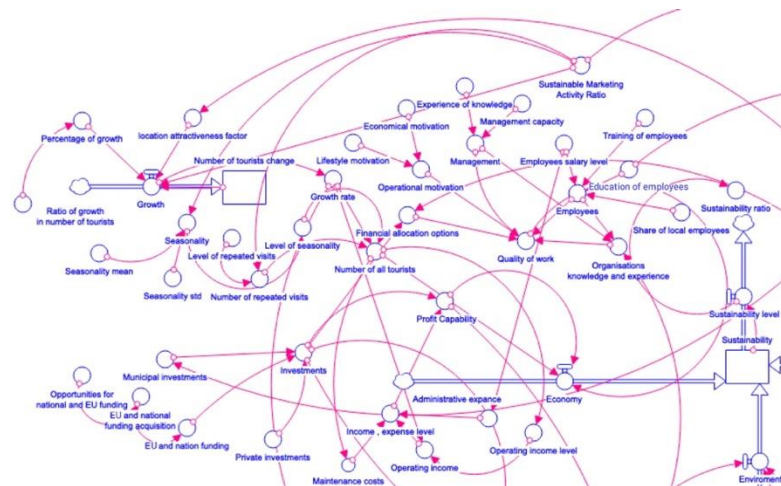 Sustainable Marketing
Activity Ratio
Experience of knowledge
Management capacity
Economical motivation
Percentage of growth
location attractiveness factor
Training of employees
Lifestyle motivation
Management
Employees salary level
Number of tourists change
Operational motivation
Education of employees
Growth rate
Ratio of growth
in number of tourists
Growth
Employees
Sustainability ratio
Financial allocation options
Share of local employees
Seasonality
Level of seasonality
Level of repeated visits
Quality of work
Organisations
knowledge and experience
Seasonality mean
Number of all tourists
Seasonality std
Number of repeated visits
Profit Capability
Sustainability level
Sustainability
Investments
Municipal investments
Opportunities for
national and EU funding
Administrative expance
Economy
EU and national
funding acquisition
Income , expense level
EU and nation funding
Private investments
Operating income
Operating income level
Maintenance costs
Enviroment